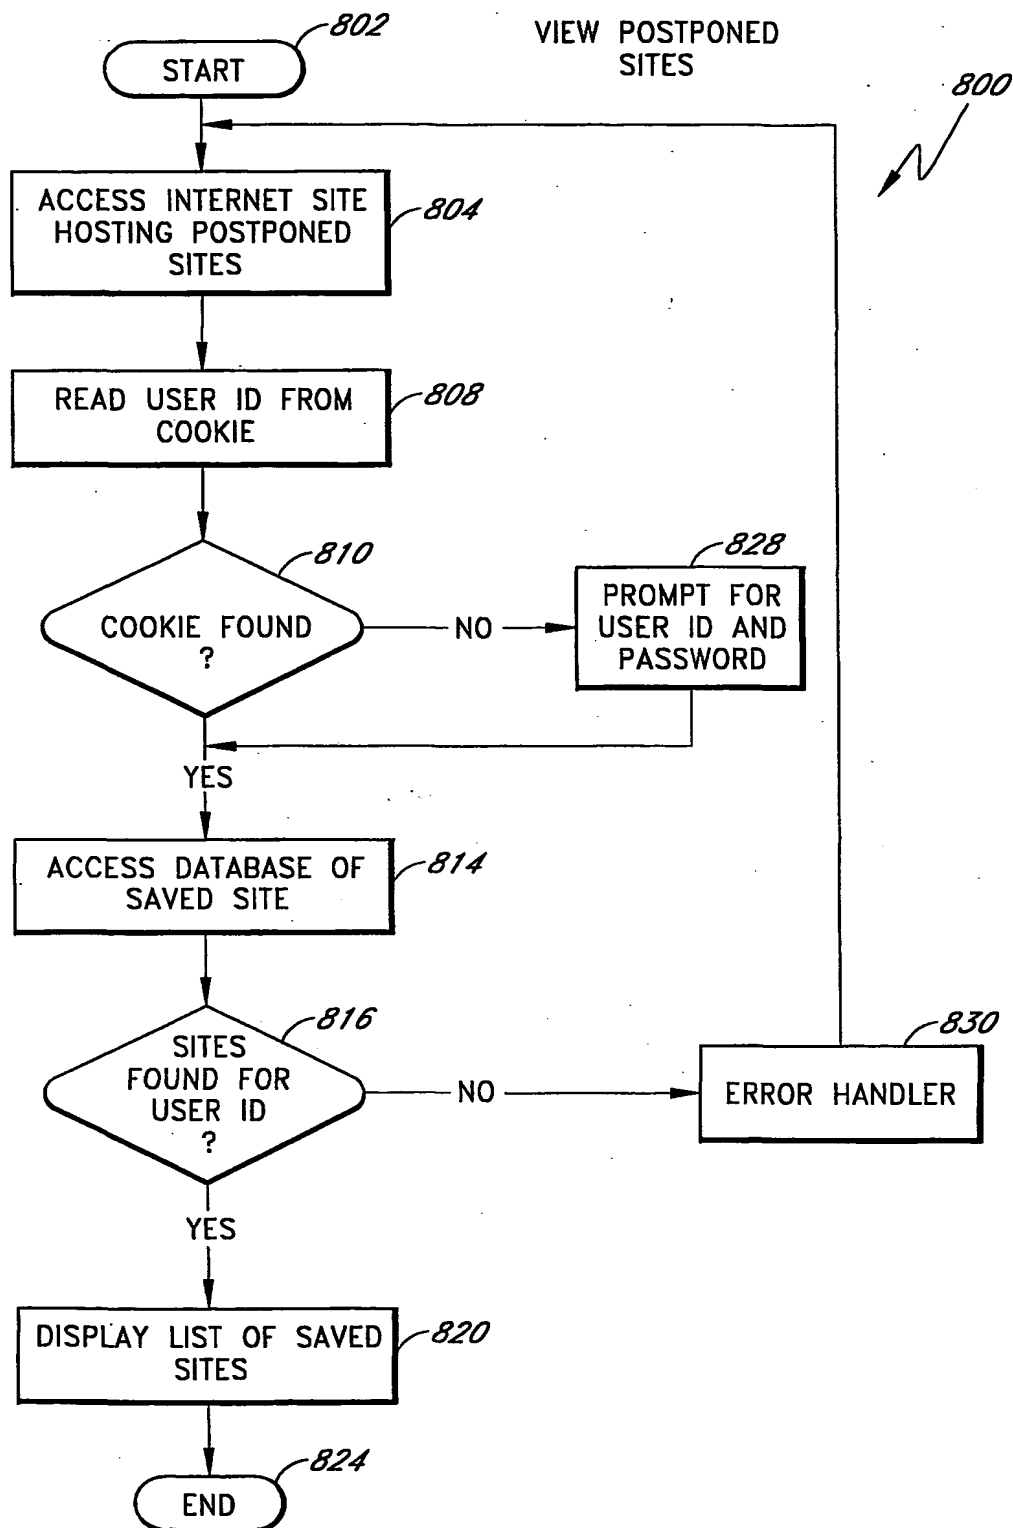 802
VIEW POSTPONED
SITES
START
800
ACCESS INTERNET SITE
HOSTING POSTPONED
SITES
804
READ USER ID FROM
COOKIE
808
810
COOKIE FOUND
?
NO
828
PROMPT FOR
USER ID AND
PASSWORD
YES
ACCESS DATABASE OF
SAVED SITE
814
816
SITES
FOUND FOR
USER ID
?
NO
830
ERROR HANDLER
YES
DISPLAY LIST OF SAVED
SITES
820
824
END